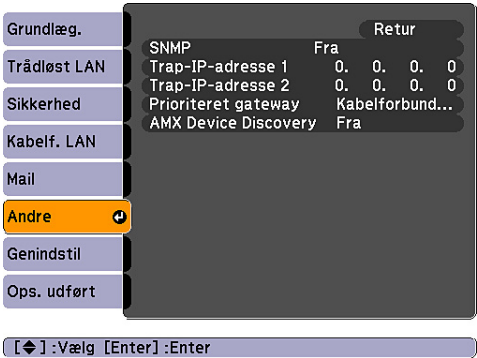 Grundlæg.
Trådløst LAN
Sikkerhed
Kabelf. LAN
Mail
Andre
Genindstil
Ops. udført
Retur
SNMP Fra
Trap-IP-adresse 1 0. 0. 0. 0
Trap-IP-adresse 2 0. 0. 0. 0
Prioriteret gateway Kabelforbund...
AMX Device Discovery Fra
[◆] :Vælg [Enter] :Enter